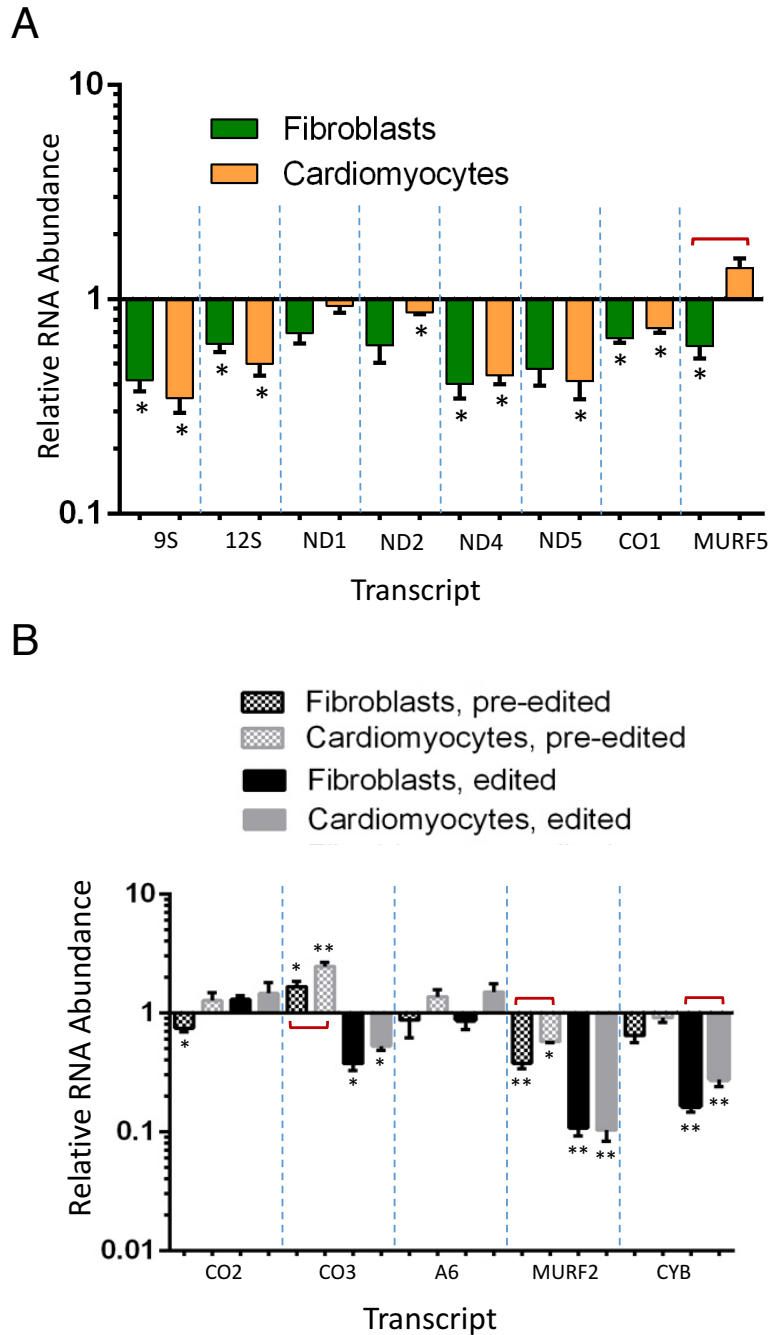 A
10
Fibroblasts
Cardiomyocytes
Relative RNA Abundance
1
* * * * * * * * * * * *
0.1
9S 12S ND1 ND2 ND4 ND5 CO1 MURF5
Transcript
B
Fibroblasts, pre-edited
Cardiomyocytes, pre-edited
Fibroblasts, edited
Cardiomyocytes, edited
Relative RNA Abundance
10
* **
1
* * * ** * ** ** ** **
0.1
0.01
CO2 CO3 A6 MURF2 CYB
Transcript